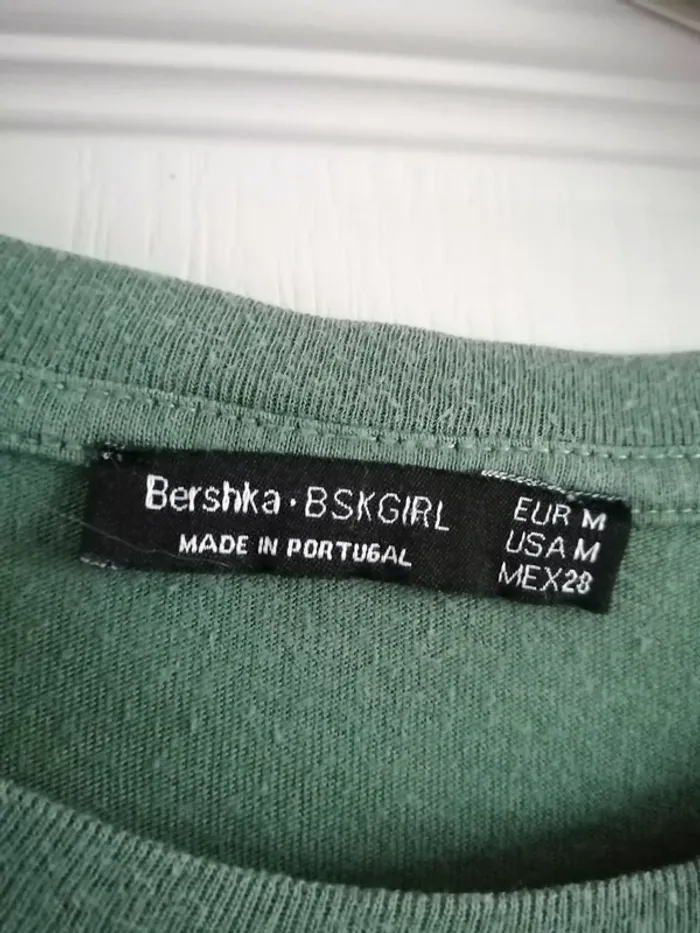 Bershka · BSKGIRL
MADE IN PORTUGAL
EUR M
USA M
MEX 28